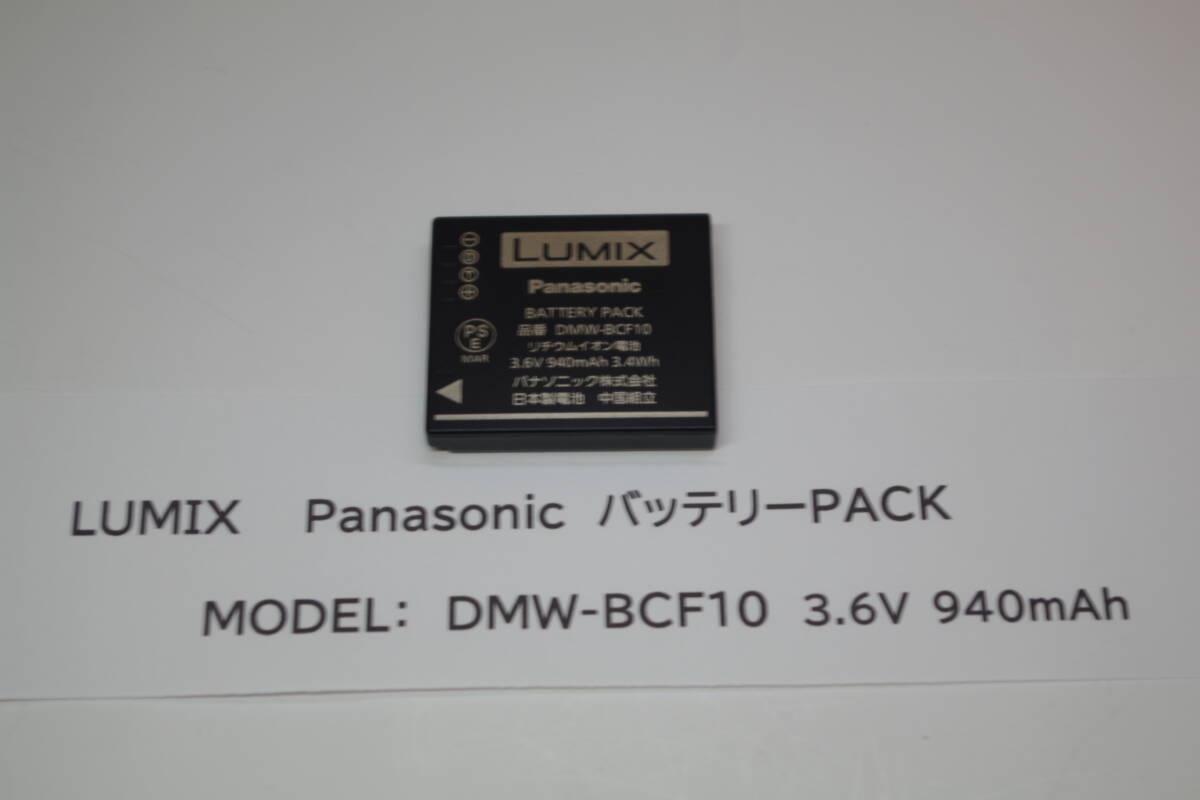 LUMIX
Panasonic
BATTERY PACK
品番 DMW-BCF10
リチウムイオン電池
3.6V 940mAh 3.4Wh
パナソニック株式会社
日本製電池 中国組立
PS
E
LUMIX Panasonic バッテリーPACK
MODEL: DMW-BCF10 3.6V 940mAh